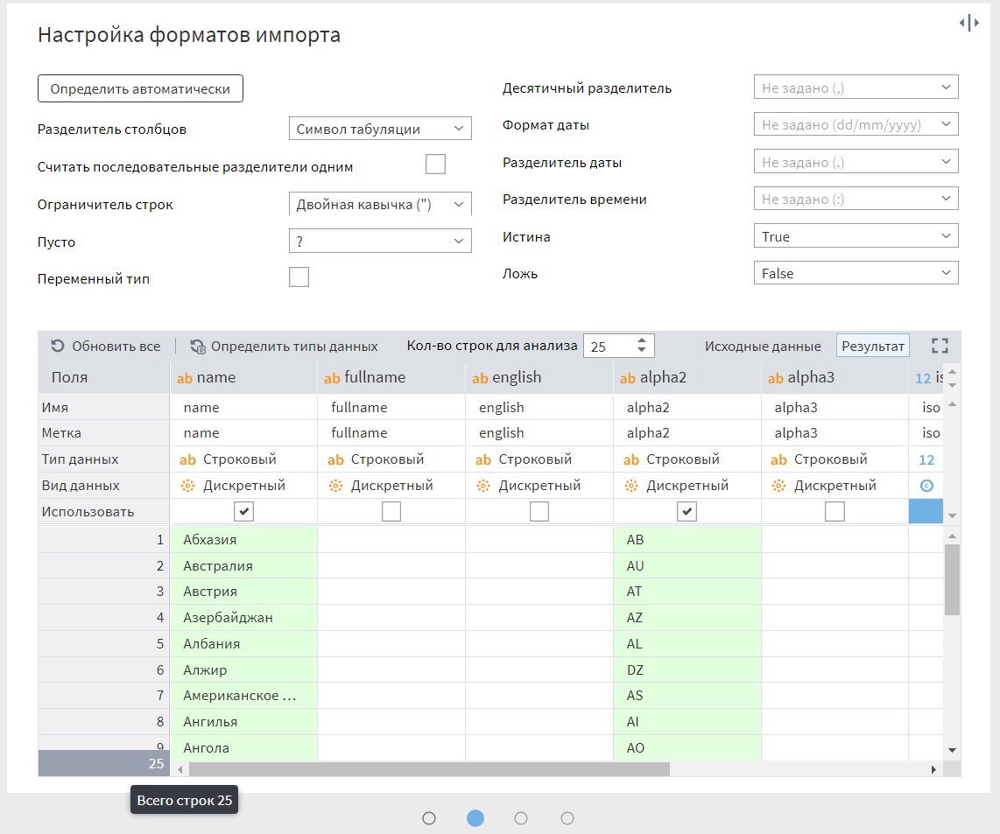 Настройка форматов импорта
Определить автоматически
Разделитель столбцов Символ табуляции
Считать последовательные разделители одним
Ограничитель строк Двойная кавычка (")
Пусто ?
Переменный тип
Десятичный разделитель Не задано (,)
Формат даты Не задано (dd/mm/yyyy)
Разделитель даты Не задано (.)
Разделитель времени Не задано (:)
Истина True
Ложь False
Обновить все Определить типы данных Кол-во строк для анализа 25 Исходные данные Результат
Поля ab name ab fullname ab english ab alpha2 ab alpha3 12 is
Имя name fullname english alpha2 alpha3 iso
Метка name fullname english alpha2 alpha3 iso
Тип данных ab Строковый ab Строковый ab Строковый ab Строковый ab Строковый 12
Вид данных Дискретный Дискретный Дискретный Дискретный Дискретный
Использовать
1 Абхазия AB
2 Австралия AU
3 Австрия AT
4 Азербайджан AZ
5 Албания AL
6 Алжир DZ
7 Американское ... AS
8 Ангилья AI
9 Ангола AO
25
Всего строк 25